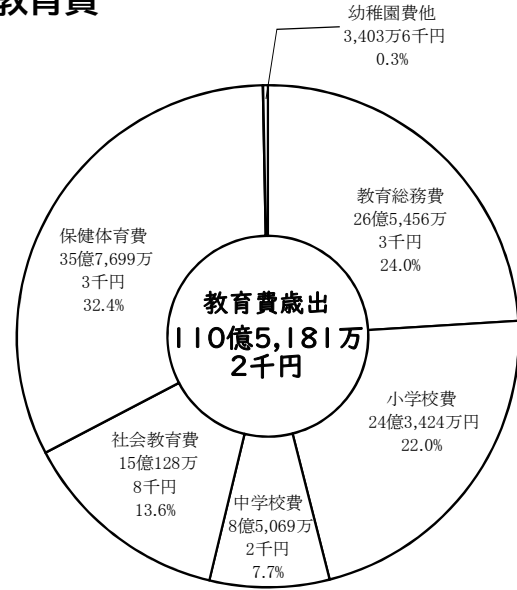 教育費
幼稚園費他
3,403万6千円
0.3%
教育総務費
26億5,456万
3千円
24.0%
保健体育費
35億7,699万
3千円
32.4%
教育費歳出
110億5,181万
2千円
小学校費
24億3,424万円
22.0%
社会教育費
15億128万
8千円
13.6%
中学校費
8億5,069万
2千円
7.7%